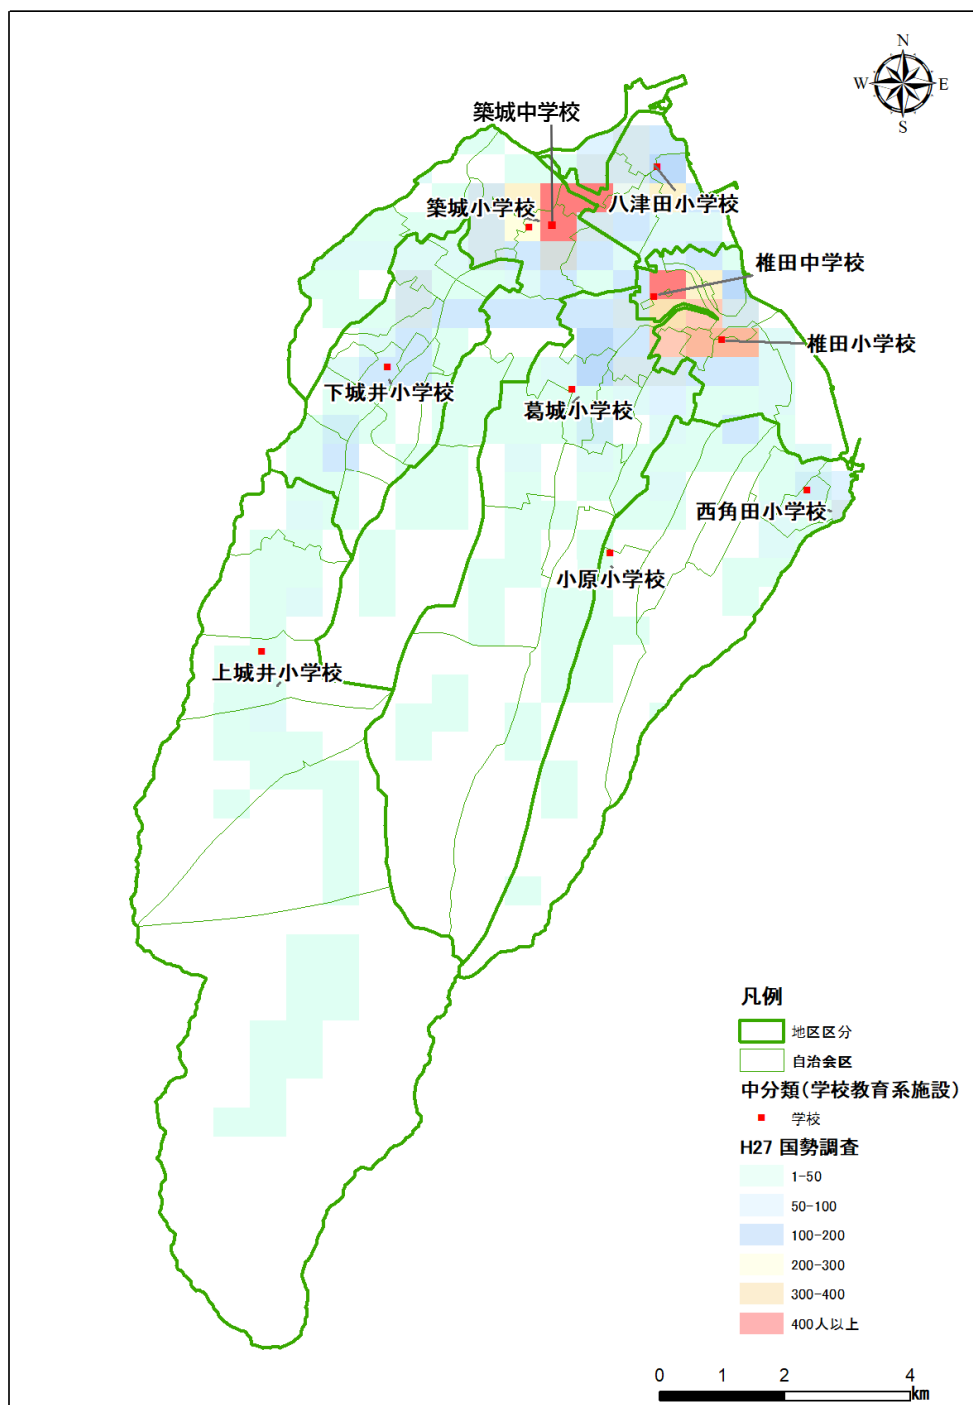 N
W
E
S
築城中学校
築城小学校
八津田小学校
椎田中学校
椎田小学校
下城井小学校
葛城小学校
西角田小学校
小原小学校
上城井小学校
凡例
地区区分
自治会区
中分類(学校教育系施設)
学校
H27 国勢調査
1-50
50-100
100-200
200-300
300-400
400人以上
0 1 2 4
km